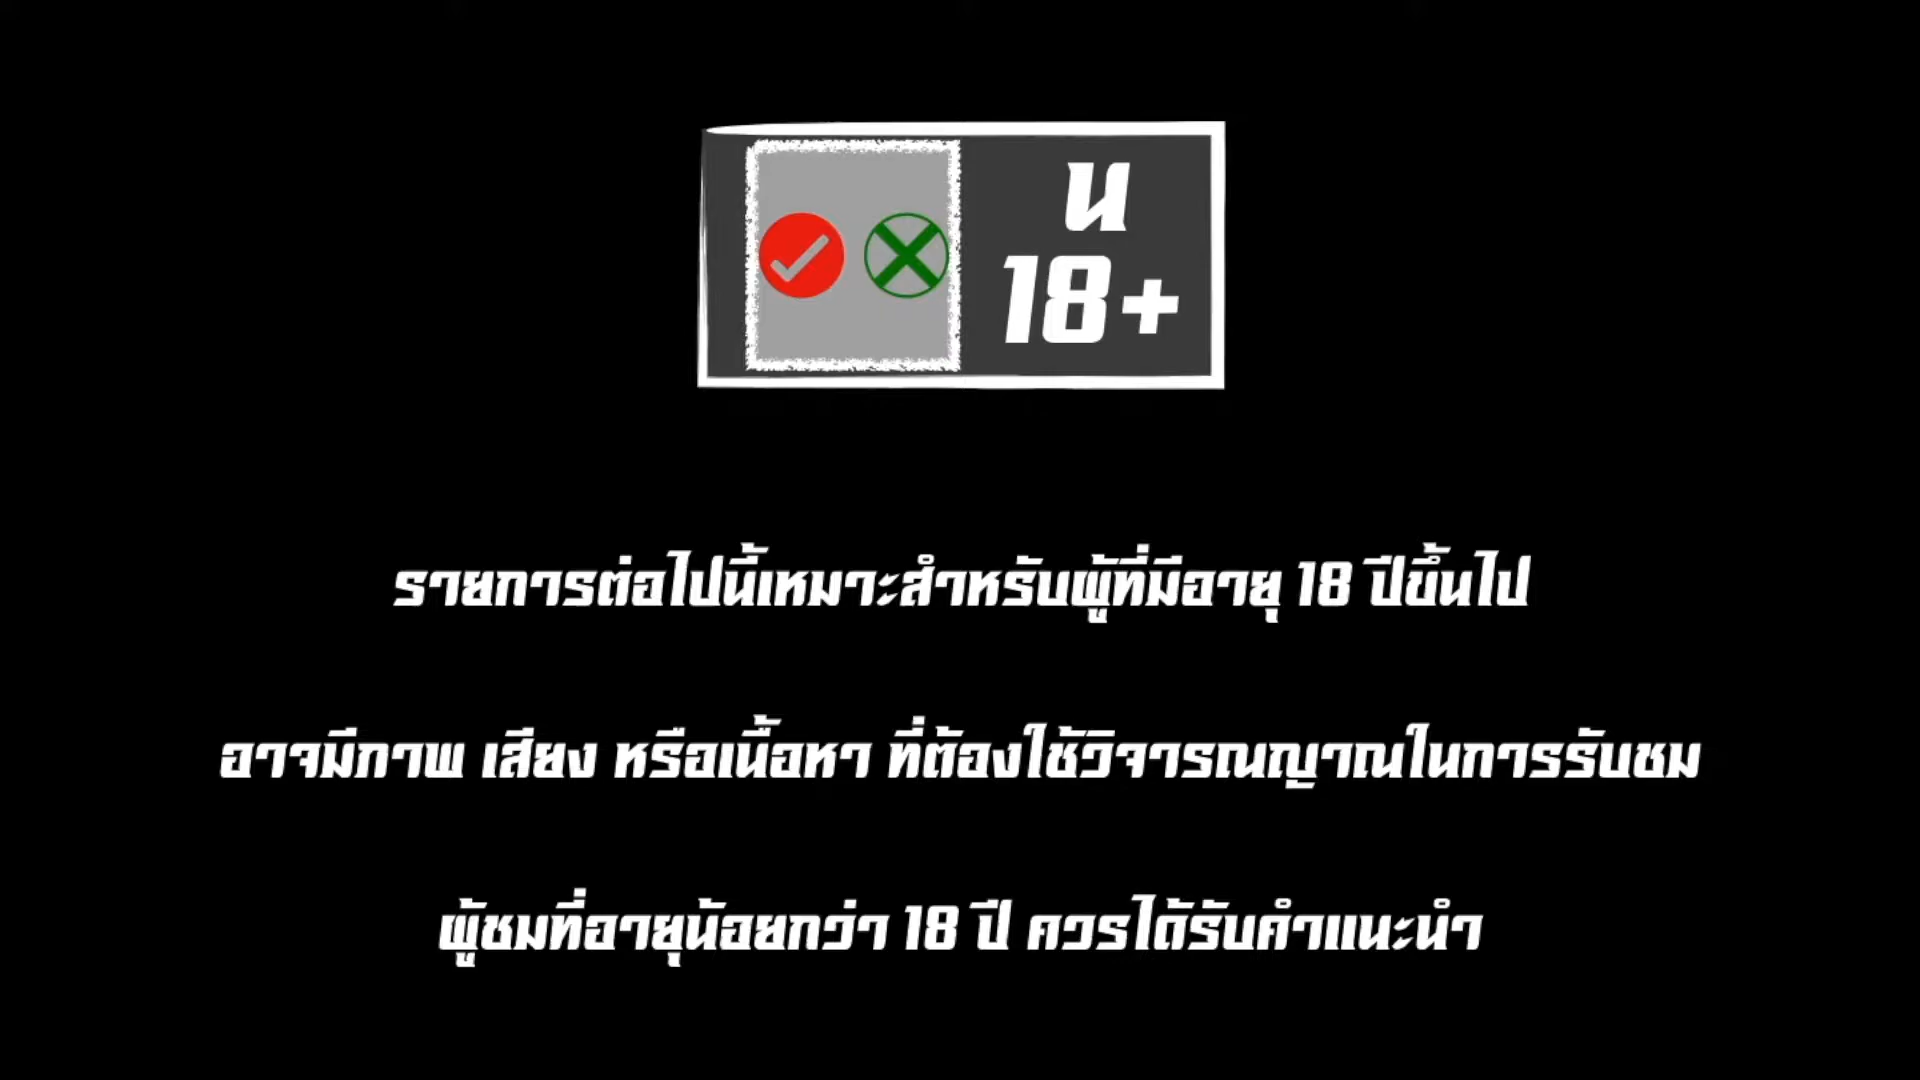 น
18+
รายการต่อไปนี้เหมาะสำหรับผู้ที่มีอายุ 18 ปีขึ้นไป
อาจมีภาพ เสียง หรือเนื้อหา ที่ต้องใช้วิจารณญาณในการรับชม
ผู้ชมที่อายุน้อยกว่า 18 ปี ควรได้รับคำแนะนำ